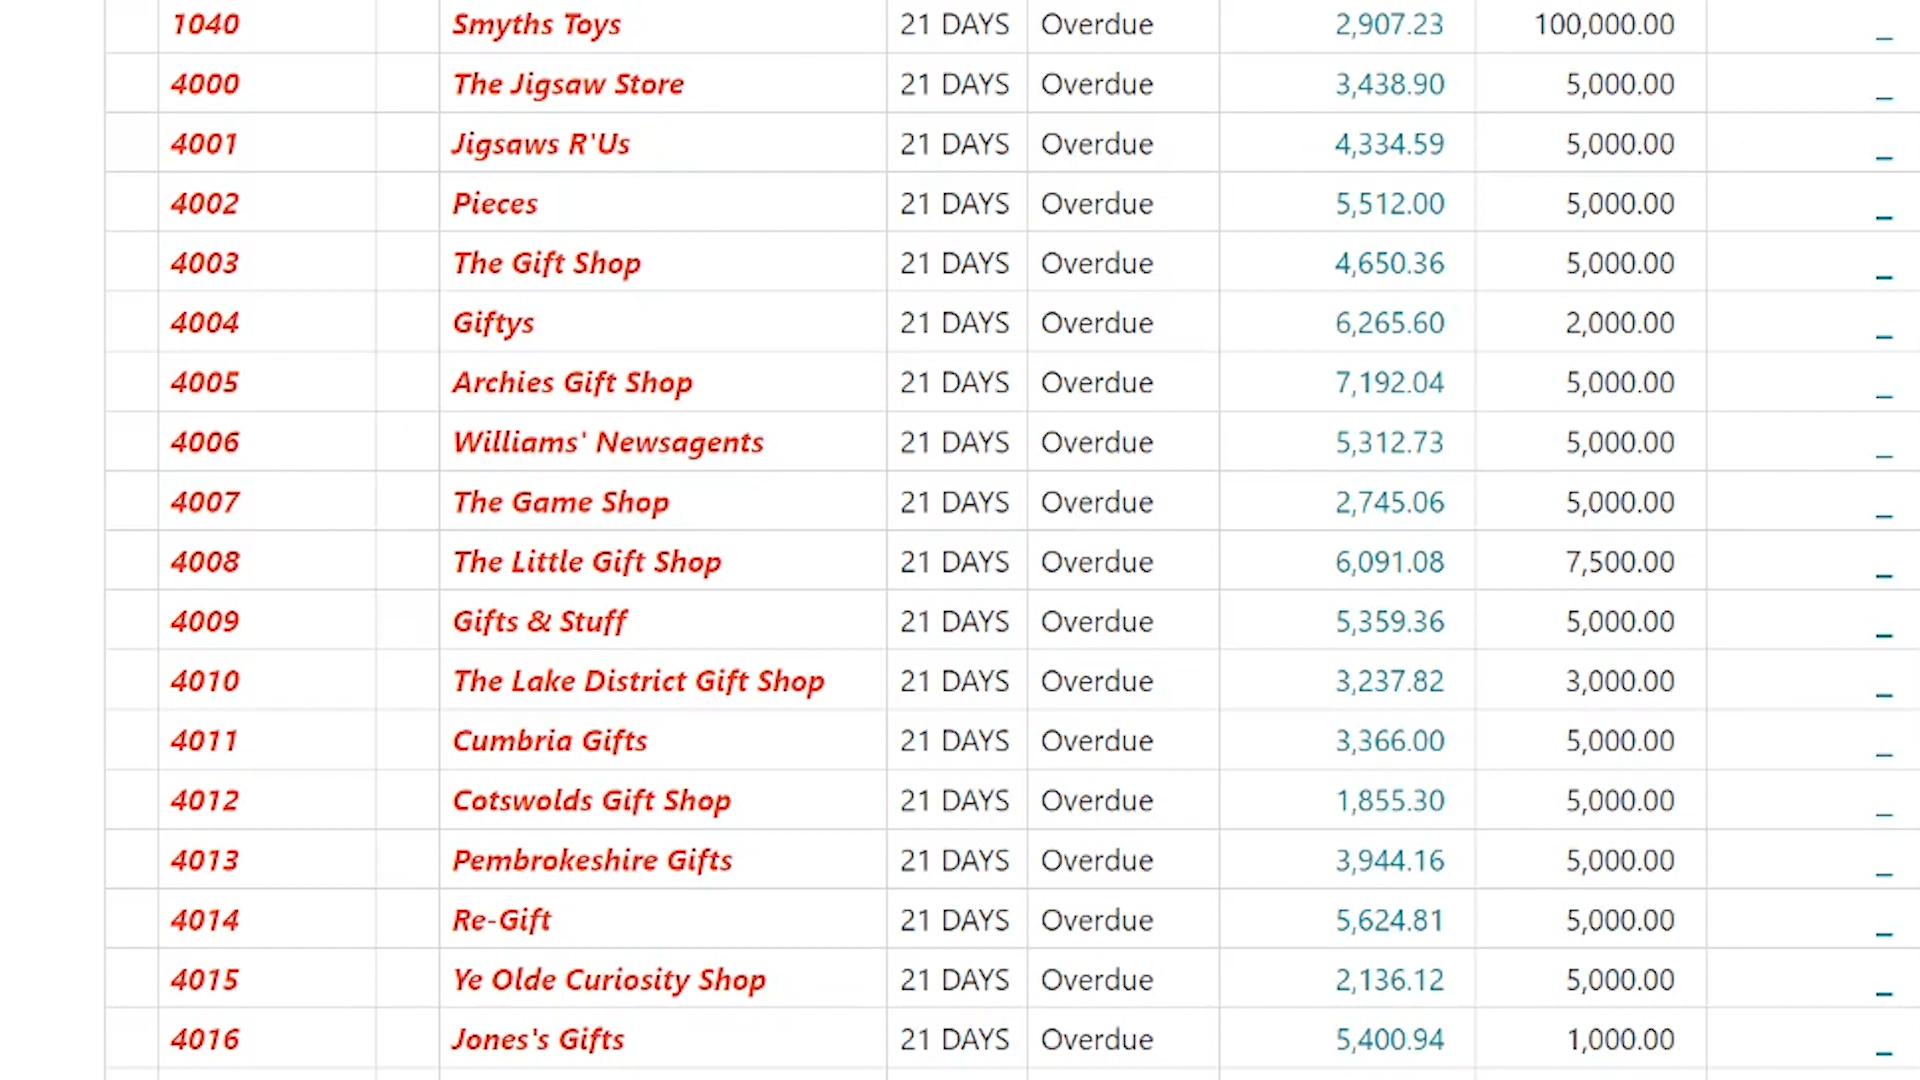 1040 Smyths Toys 21 DAYS Overdue 2,907.23 100,000.00 _
4000 The Jigsaw Store 21 DAYS Overdue 3,438.90 5,000.00 _
4001 Jigsaws R'Us 21 DAYS Overdue 4,334.59 5,000.00 _
4002 Pieces 21 DAYS Overdue 5,512.00 5,000.00 _
4003 The Gift Shop 21 DAYS Overdue 4,650.36 5,000.00 _
4004 Giftys 21 DAYS Overdue 6,265.60 2,000.00 _
4005 Archies Gift Shop 21 DAYS Overdue 7,192.04 5,000.00 _
4006 Williams' Newsagents 21 DAYS Overdue 5,312.73 5,000.00 _
4007 The Game Shop 21 DAYS Overdue 2,745.06 5,000.00 _
4008 The Little Gift Shop 21 DAYS Overdue 6,091.08 7,500.00 _
4009 Gifts & Stuff 21 DAYS Overdue 5,359.36 5,000.00 _
4010 The Lake District Gift Shop 21 DAYS Overdue 3,237.82 3,000.00 _
4011 Cumbria Gifts 21 DAYS Overdue 3,366.00 5,000.00 _
4012 Cotswolds Gift Shop 21 DAYS Overdue 1,855.30 5,000.00 _
4013 Pembrokeshire Gifts 21 DAYS Overdue 3,944.16 5,000.00 _
4014 Re-Gift 21 DAYS Overdue 5,624.81 5,000.00 _
4015 Ye Olde Curiosity Shop 21 DAYS Overdue 2,136.12 5,000.00 _
4016 Jones's Gifts 21 DAYS Overdue 5,400.94 1,000.00 _